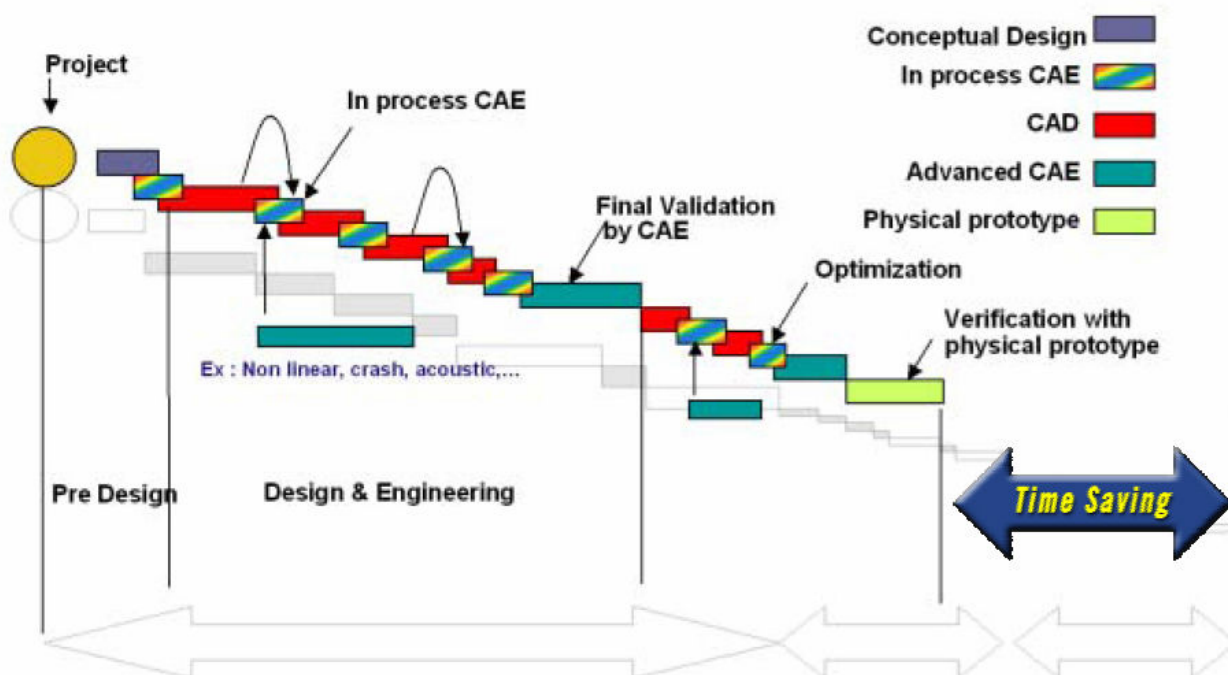 Conceptual Design
In process CAE
CAD
Advanced CAE
Physical prototype
Project
In process CAE
Final Validation
by CAE
Optimization
Verification with
physical prototype
Ex : Non linear, crash, acoustic,...
Pre Design
Design & Engineering
Time Saving